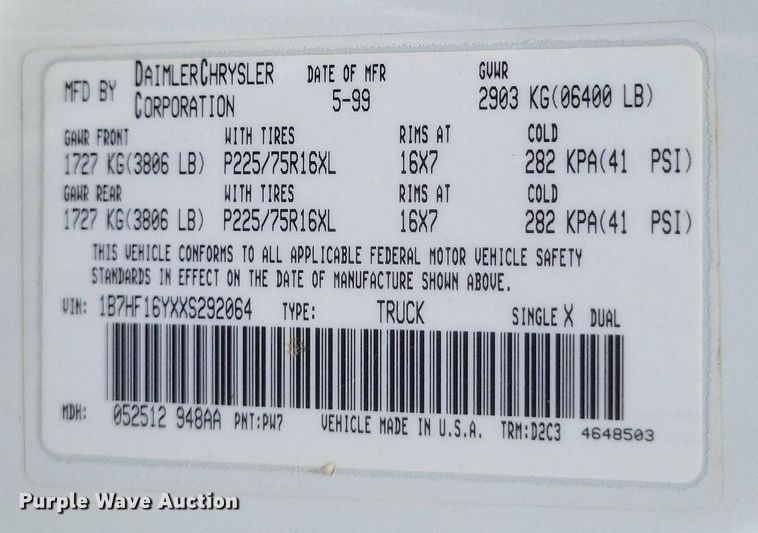 MFD BY DAIMLERCHRYSLER CORPORATION DATE OF MFR 5-99 GVWR 2903 KG(06400 LB)
GAWR FRONT WITH TIRES RIMS AT COLD
1727 KG(3806 LB) P225/75R16XL 16X7 282 KPA(41 PSI)
GAWR REAR WITH TIRES RIMS AT COLD
1727 KG(3806 LB) P225/75R16XL 16X7 282 KPA(41 PSI)
THIS VEHICLE CONFORMS TO ALL APPLICABLE FEDERAL MOTOR VEHICLE SAFETY
STANDARDS IN EFFECT ON THE DATE OF MANUFACTURE SHOWN ABOVE.
VIN: 1B7HF16YXXS292064 TYPE: TRUCK SINGLE X DUAL
MDH: 052512 948AA PNT:PW7 VEHICLE MADE IN U.S.A. TRM:D2C3 4648503
Purple Wave Auction